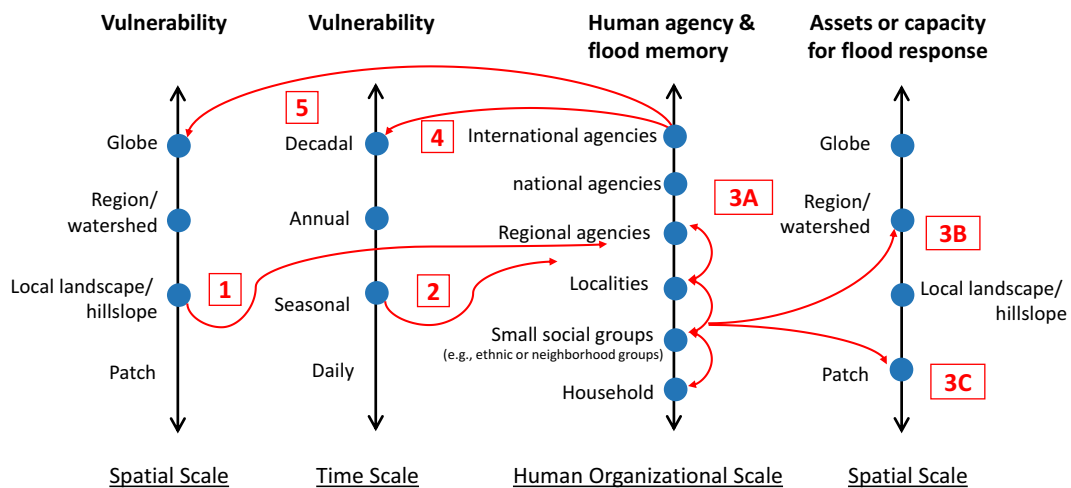 Vulnerability
Vulnerability
Human agency &
flood memory
Assets or capacity
for flood response
5
4
Globe
Decadal
International agencies
Globe
national agencies
3A
Region/
watershed
Annual
Regional agencies
Region/
watershed
3B
Local landscape/
hillslope
1
Seasonal
2
Localities
Local landscape/
hillslope
Small social groups
(e.g., ethnic or neighborhood groups)
Patch
Daily
Household
Patch
3C
Spatial Scale
Time Scale
Human Organizational Scale
Spatial Scale